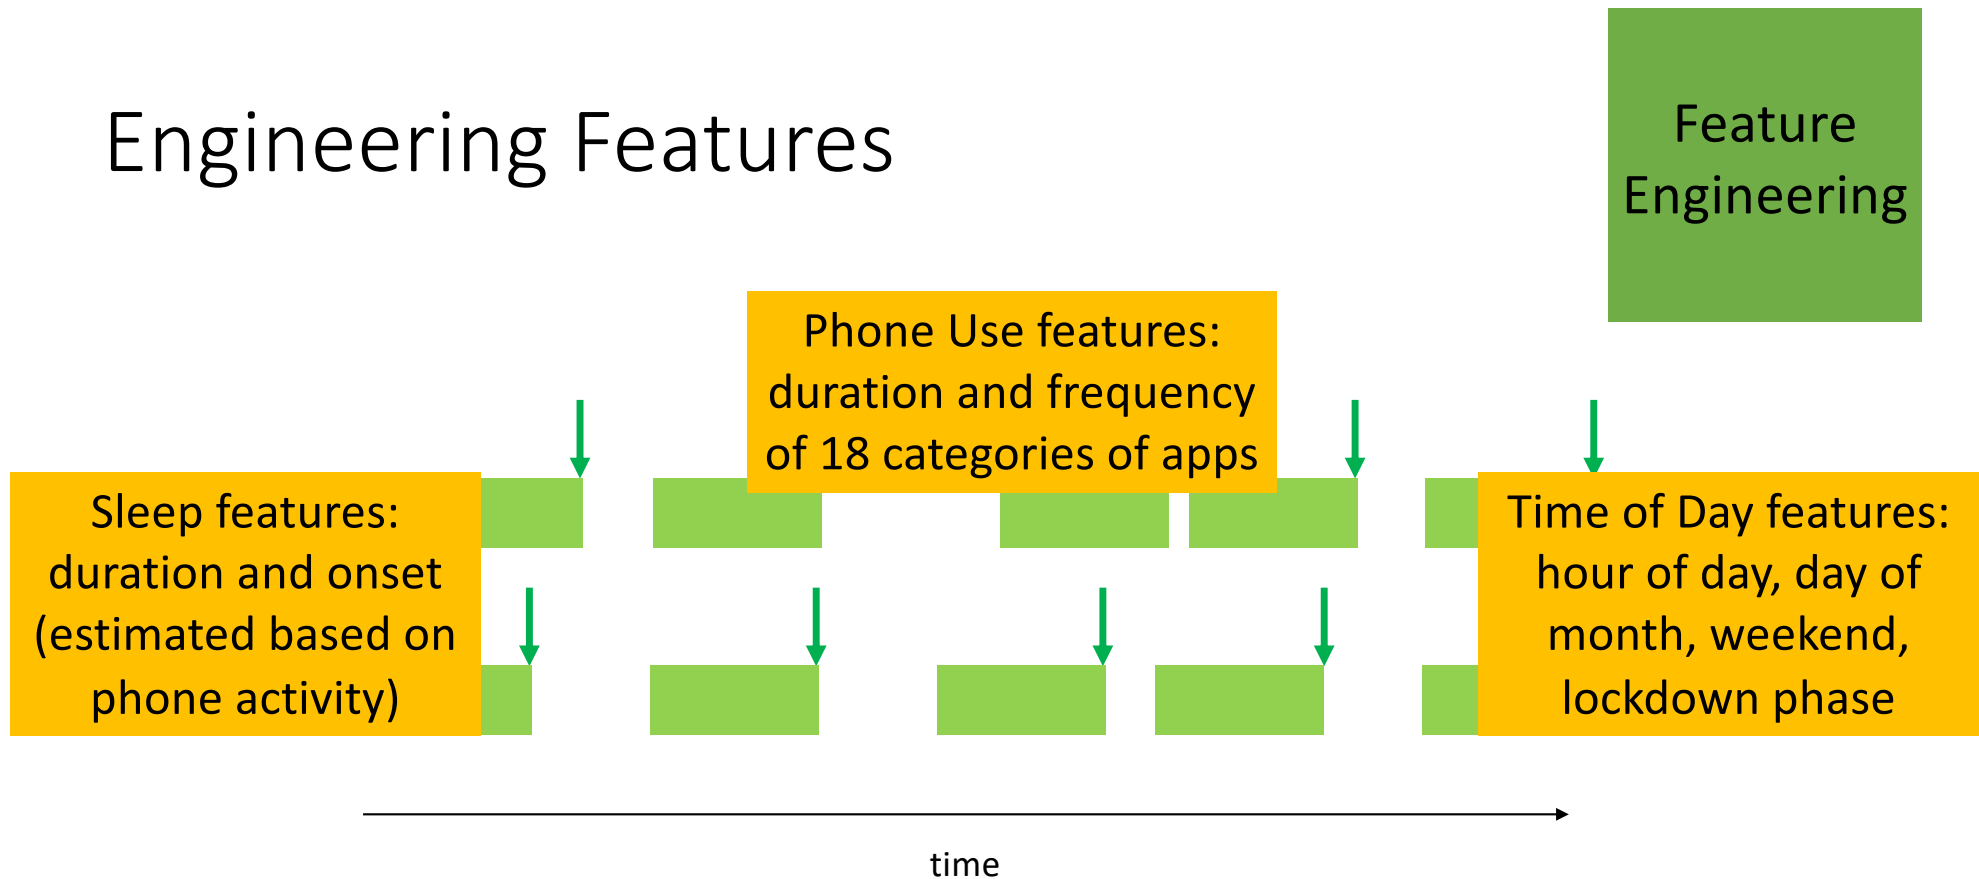 Engineering Features
Feature
Engineering
Phone Use features:
duration and frequency
of 18 categories of apps
Sleep features:
duration and onset
(estimated based on
phone activity)
Time of Day features:
hour of day, day of
month, weekend,
lockdown phase
time